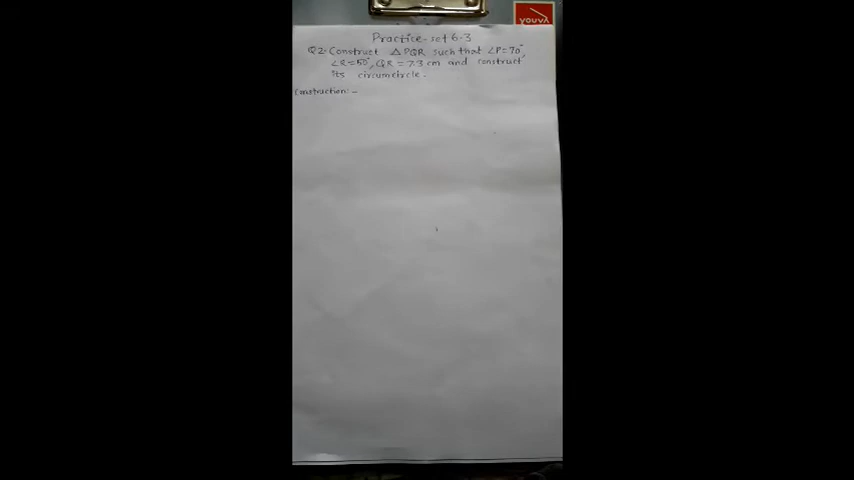 youva
Practice-set 6.3
Q2. Construct △PQR such that ∠P=70°,
∠R=50°, QR=7.3 cm and construct
its circumcircle.
Construction:-